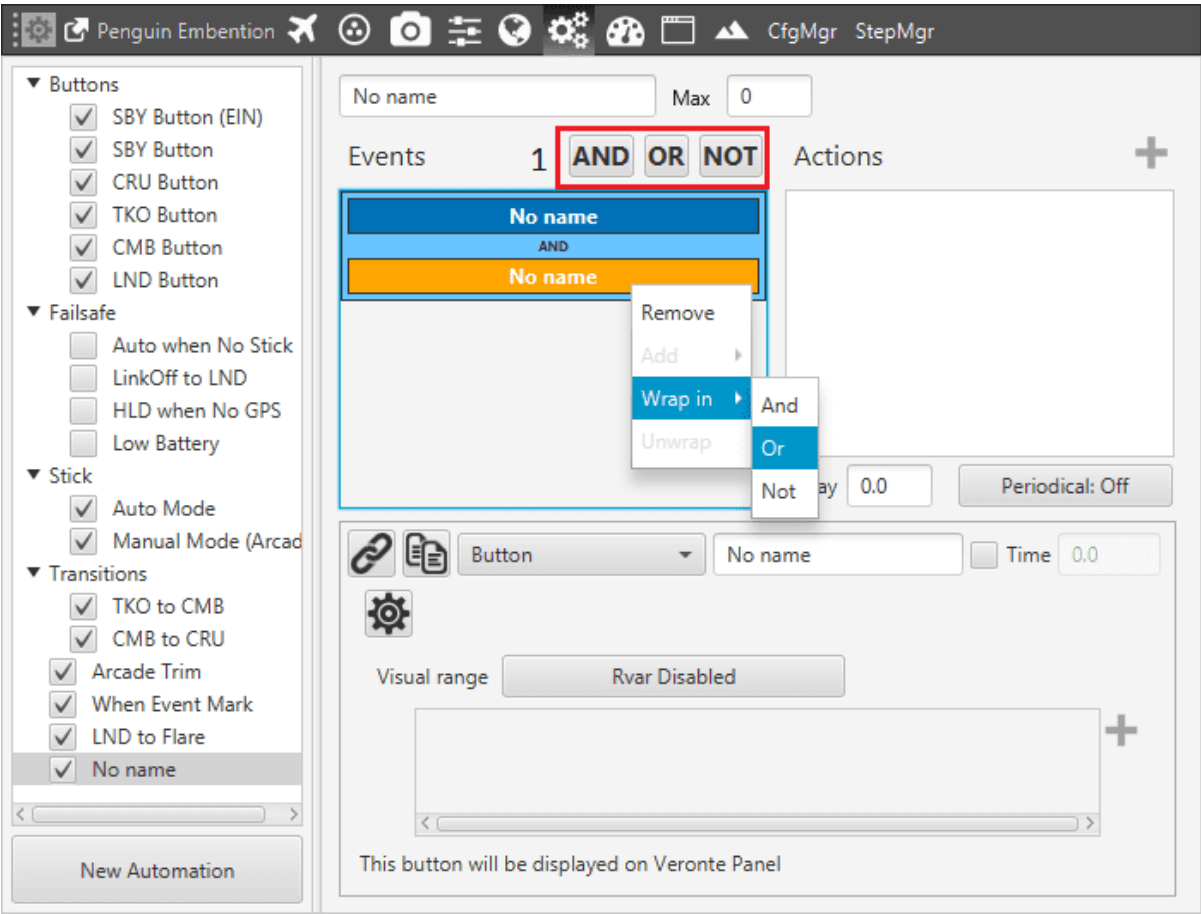 Penguin Embention CfgMgr StepMgr
Buttons
SBY Button (EIN)
SBY Button
CRU Button
TKO Button
CMB Button
LND Button
Failsafe
Auto when No Stick
LinkOff to LND
HLD when No GPS
Low Battery
Stick
Auto Mode
Manual Mode (Arcad
Transitions
TKO to CMB
CMB to CRU
Arcade Trim
When Event Mark
LND to Flare
No name
New Automation
No name Max 0
Events 1 AND OR NOT Actions
No name
AND
No name
Remove
Add
Wrap in
Unwrap
And
Or
Not
ay 0.0 Periodical: Off
Button No name Time 0.0
Visual range Rvar Disabled
This button will be displayed on Veronte Panel